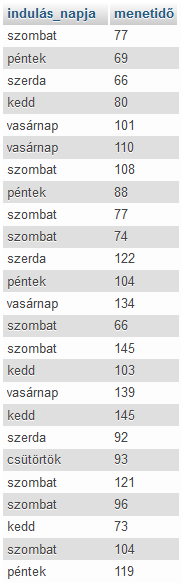 indulás_napja menetidő
szombat 77
péntek 69
szerda 66
kedd 80
vasárnap 101
vasárnap 110
szombat 108
péntek 88
szombat 77
szombat 74
szerda 122
péntek 104
vasárnap 134
szombat 66
szombat 145
kedd 103
vasárnap 139
kedd 145
szerda 92
csütörtök 93
szombat 121
szombat 96
kedd 73
szombat 104
péntek 119